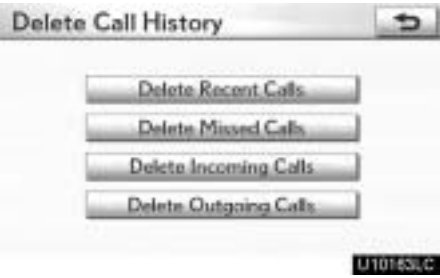 Delete Call History
Delete Recent Calls
Delete Missed Calls
Delete Incoming Calls
Delete Outgoing Calls
U10163LC